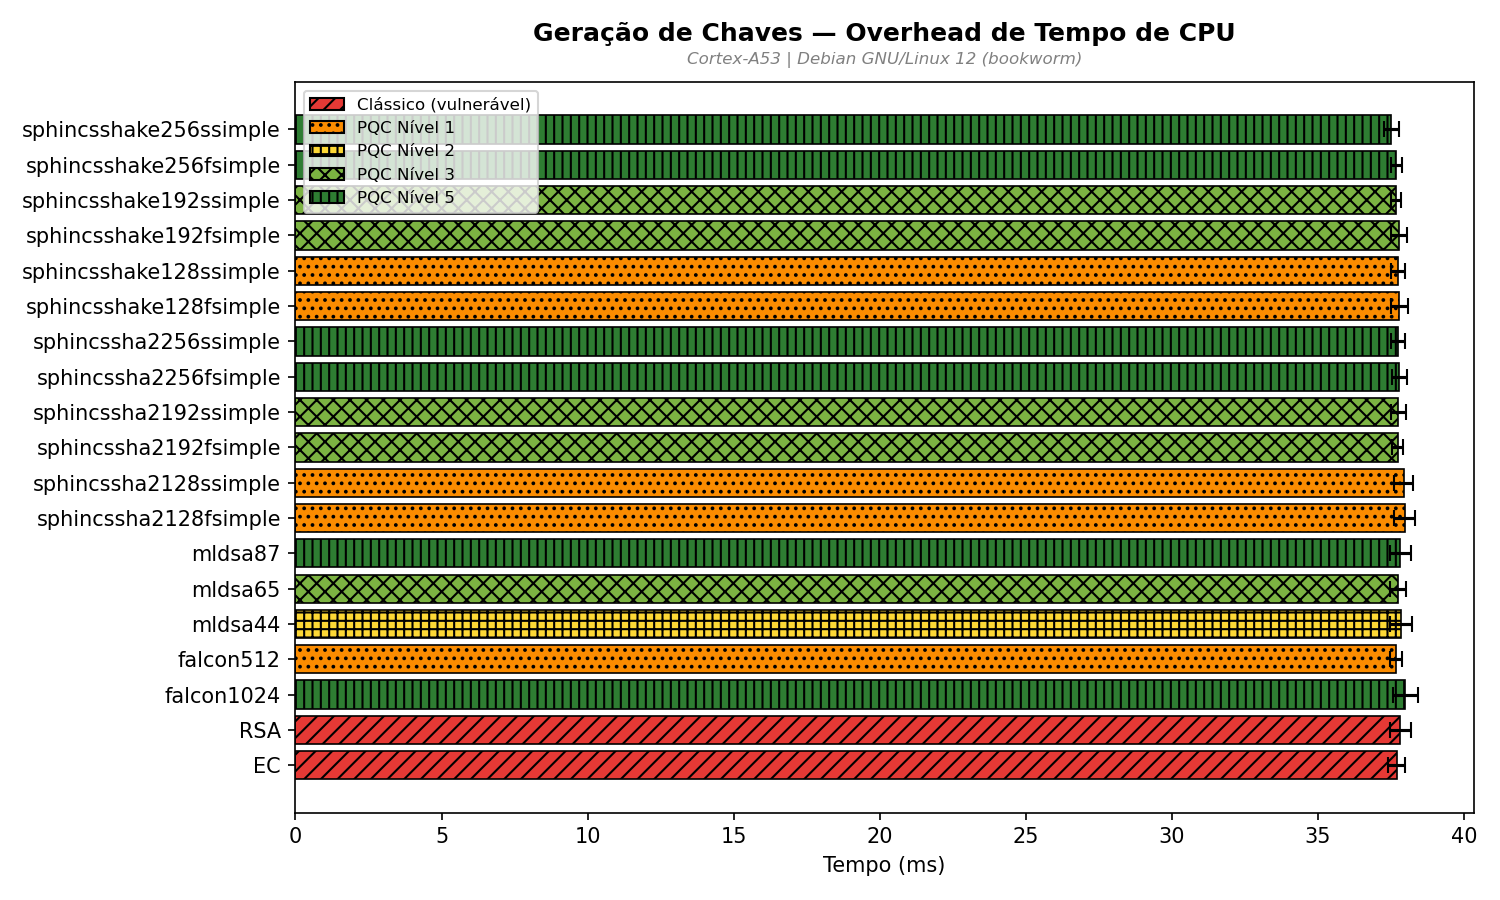 Geração de Chaves — Overhead de Tempo de CPU
Cortex-A53 | Debian GNU/Linux 12 (bookworm)
Clássico (vulnerável)
PQC Nível 1
PQC Nível 2
PQC Nível 3
PQC Nível 5
sphincsshake256ssimple
sphincsshake256fsimple
sphincsshake192ssimple
sphincsshake192fsimple
sphincsshake128ssimple
sphincsshake128fsimple
sphincssha2256ssimple
sphincssha2256fsimple
sphincssha2192ssimple
sphincssha2192fsimple
sphincssha2128ssimple
sphincssha2128fsimple
mldsa87
mldsa65
mldsa44
falcon512
falcon1024
RSA
EC
0 5 10 15 20 25 30 35 40
Tempo (ms)